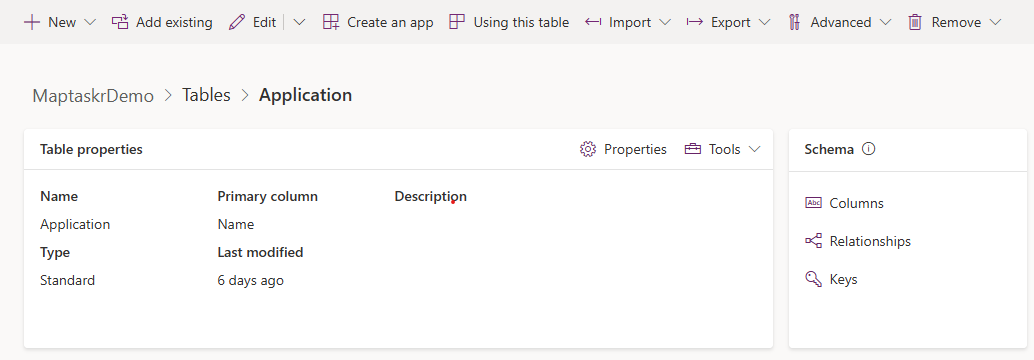 New Add existing Edit Create an app Using this table Import Export Advanced Remove
MaptaskrDemo > Tables > Application
Table properties Properties Tools
Name Primary column Description
Application Name
Type Last modified
Standard 6 days ago
Schema
Abc Columns
Relationships
Keys